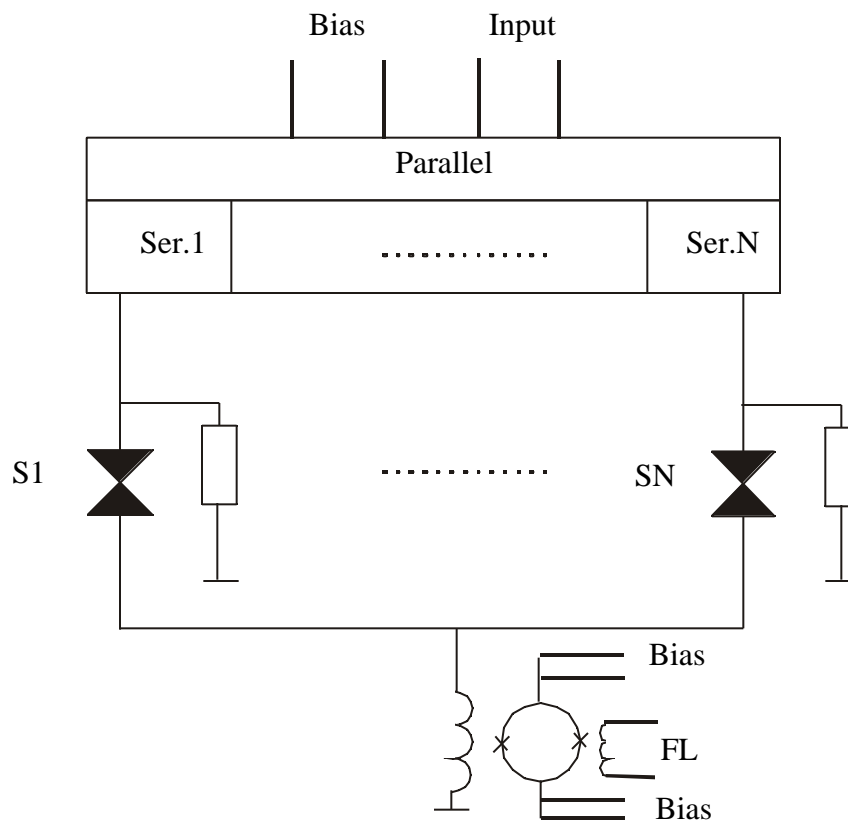 Bias
Input
Parallel
Ser.1
Ser.N
S1
SN
Bias
FL
Bias